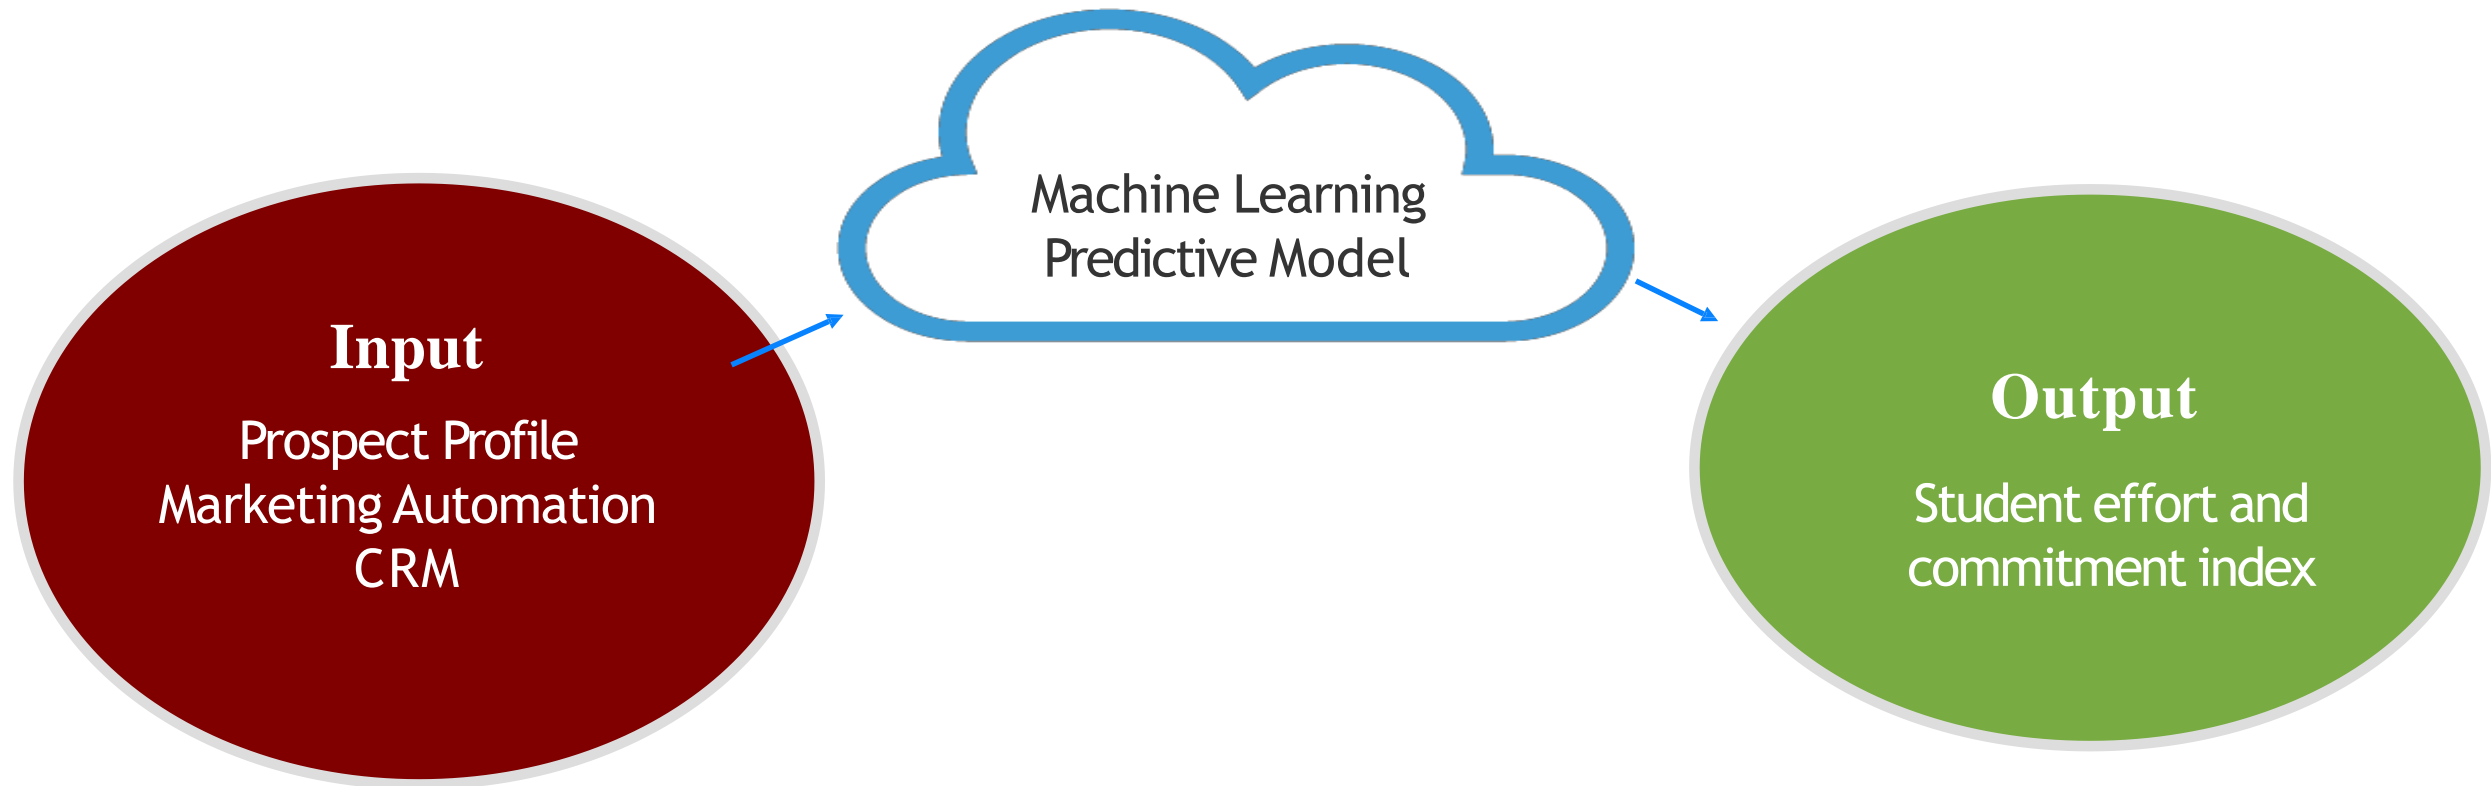 Input
Prospect Profile
Marketing Automation
CRM
Machine Learning
Predictive Model
Output
Student effort and
commitment index